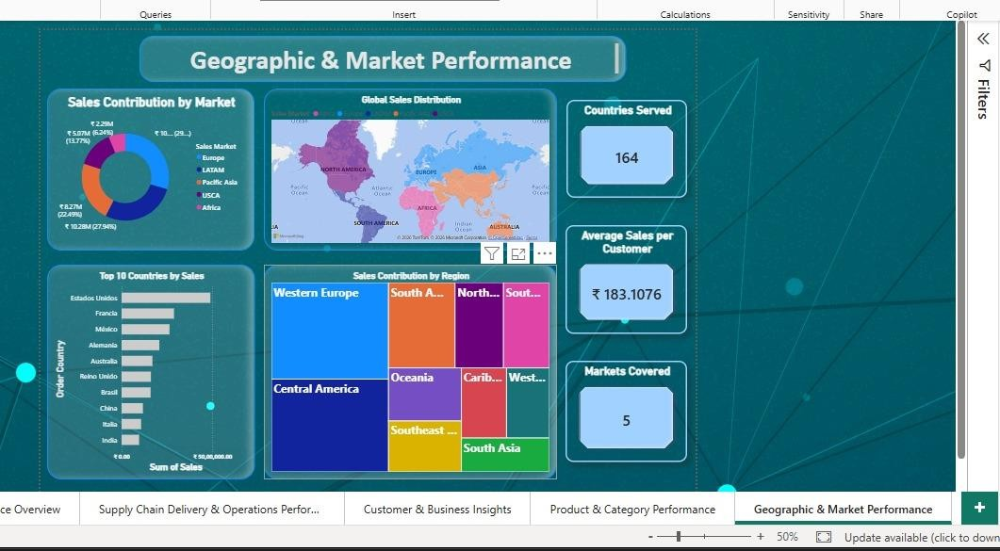 Queries
Insert
Calculations
Sensitivity
Share
Copilot
Geographic & Market Performance
Filters
Sales Contribution by Market
₹ 2.29M
(6.24%)
₹ 5.07M
(13.77%)
₹ 10... (29...)
₹ 8.27M
(22.49%)
₹ 10.28M (27.94%)
Sales Market
Europe
LATAM
Pacific Asia
USCA
Africa
Global Sales Distribution
Ocean
Ocean
NORTH AMERICA
EUROPE
ASIA
Pacific
Ocean
Atlantic
Ocean
Pacific
Ocean
AFRICA
SOUTH AMERICA
Indian
Ocean
AUSTRALIA
IA
Microsoft Bing
© 2026 TomTom, © 2026 Microsoft Corporation, © OpenStreetMap, Terms
Countries Served
164
Average Sales per
Customer
₹ 183.1076
Markets Covered
5
Top 10 Countries by Sales
Order Country
Estados Unidos
Francia
México
Alemania
Australia
Reino Unido
Brasil
China
Italia
India
₹ 0.00
₹ 50,00,000.00
Sum of Sales
Sales Contribution by Region
Western Europe
South A...
North...
Sout...
Central America
Oceania
Carib...
West...
Southeast ...
South Asia
ce Overview
Supply Chain Delivery & Operations Perfor...
Customer & Business Insights
Product & Category Performance
Geographic & Market Performance
+
- + 50%
Update available (click to down